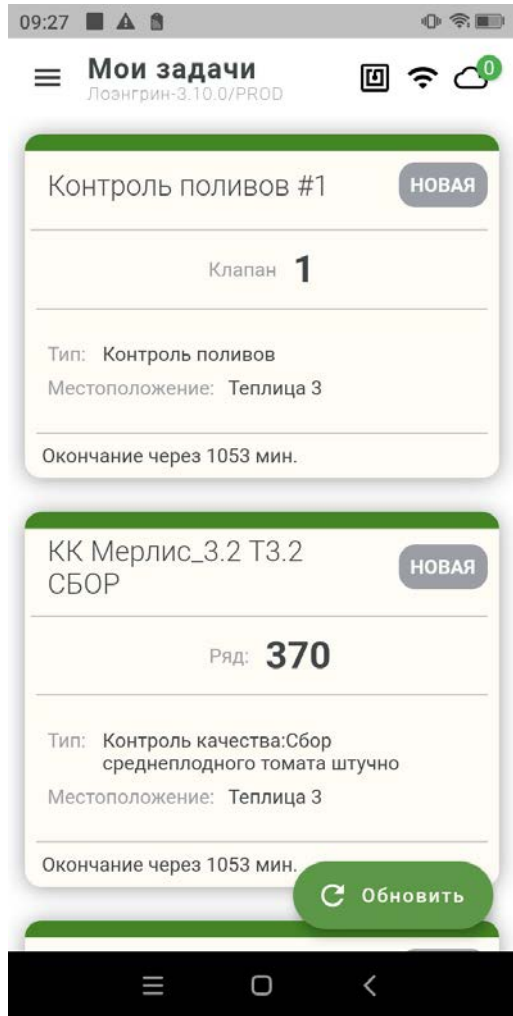 09:27
Мои задачи
Лоэнгрин-3.10.0/PROD
0
Контроль поливов #1
НОВАЯ
Клапан 1
Тип: Контроль поливов
Местоположение: Теплица 3
Окончание через 1053 мин.
КК Мерлис_3.2 Т3.2
СБОР
НОВАЯ
Ряд: 370
Тип: Контроль качества:Сбор
среднеплодного томата штучно
Местоположение: Теплица 3
Окончание через 1053 мин.
Обновить